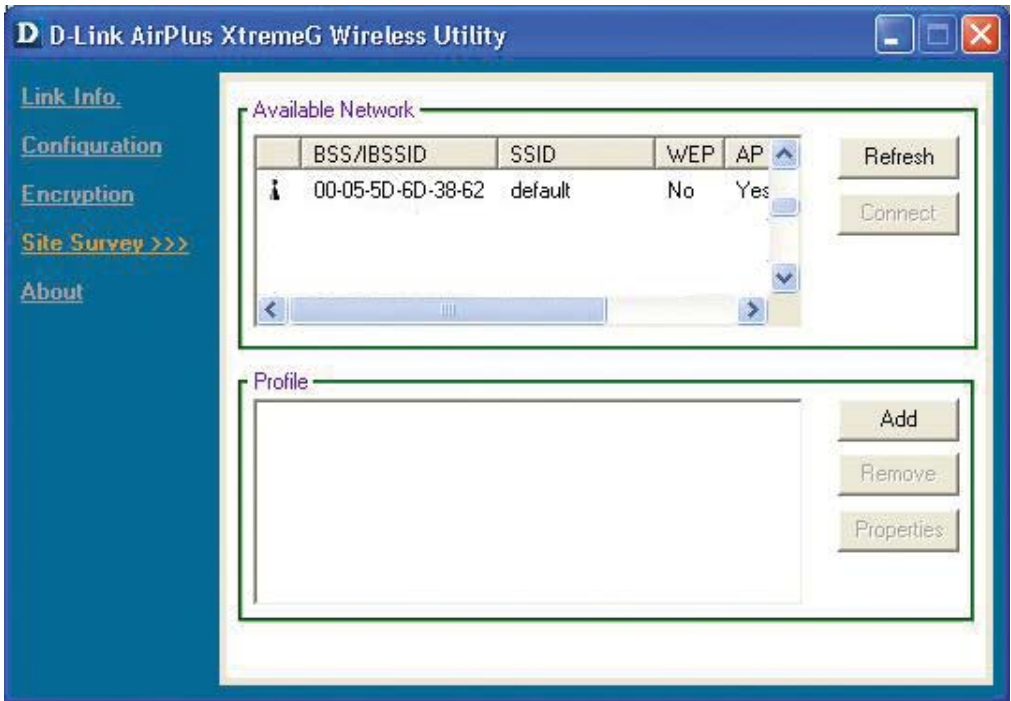 D D-Link AirPlus XtremeG Wireless Utility
Link Info.
Configuration
Encryption
Site Survey >>>
About
Available Network
BSS/IBSSID SSID WEP AP
00-05-5D-6D-38-62 default No Yes
Refresh
Connect
Profile
Add
Remove
Properties